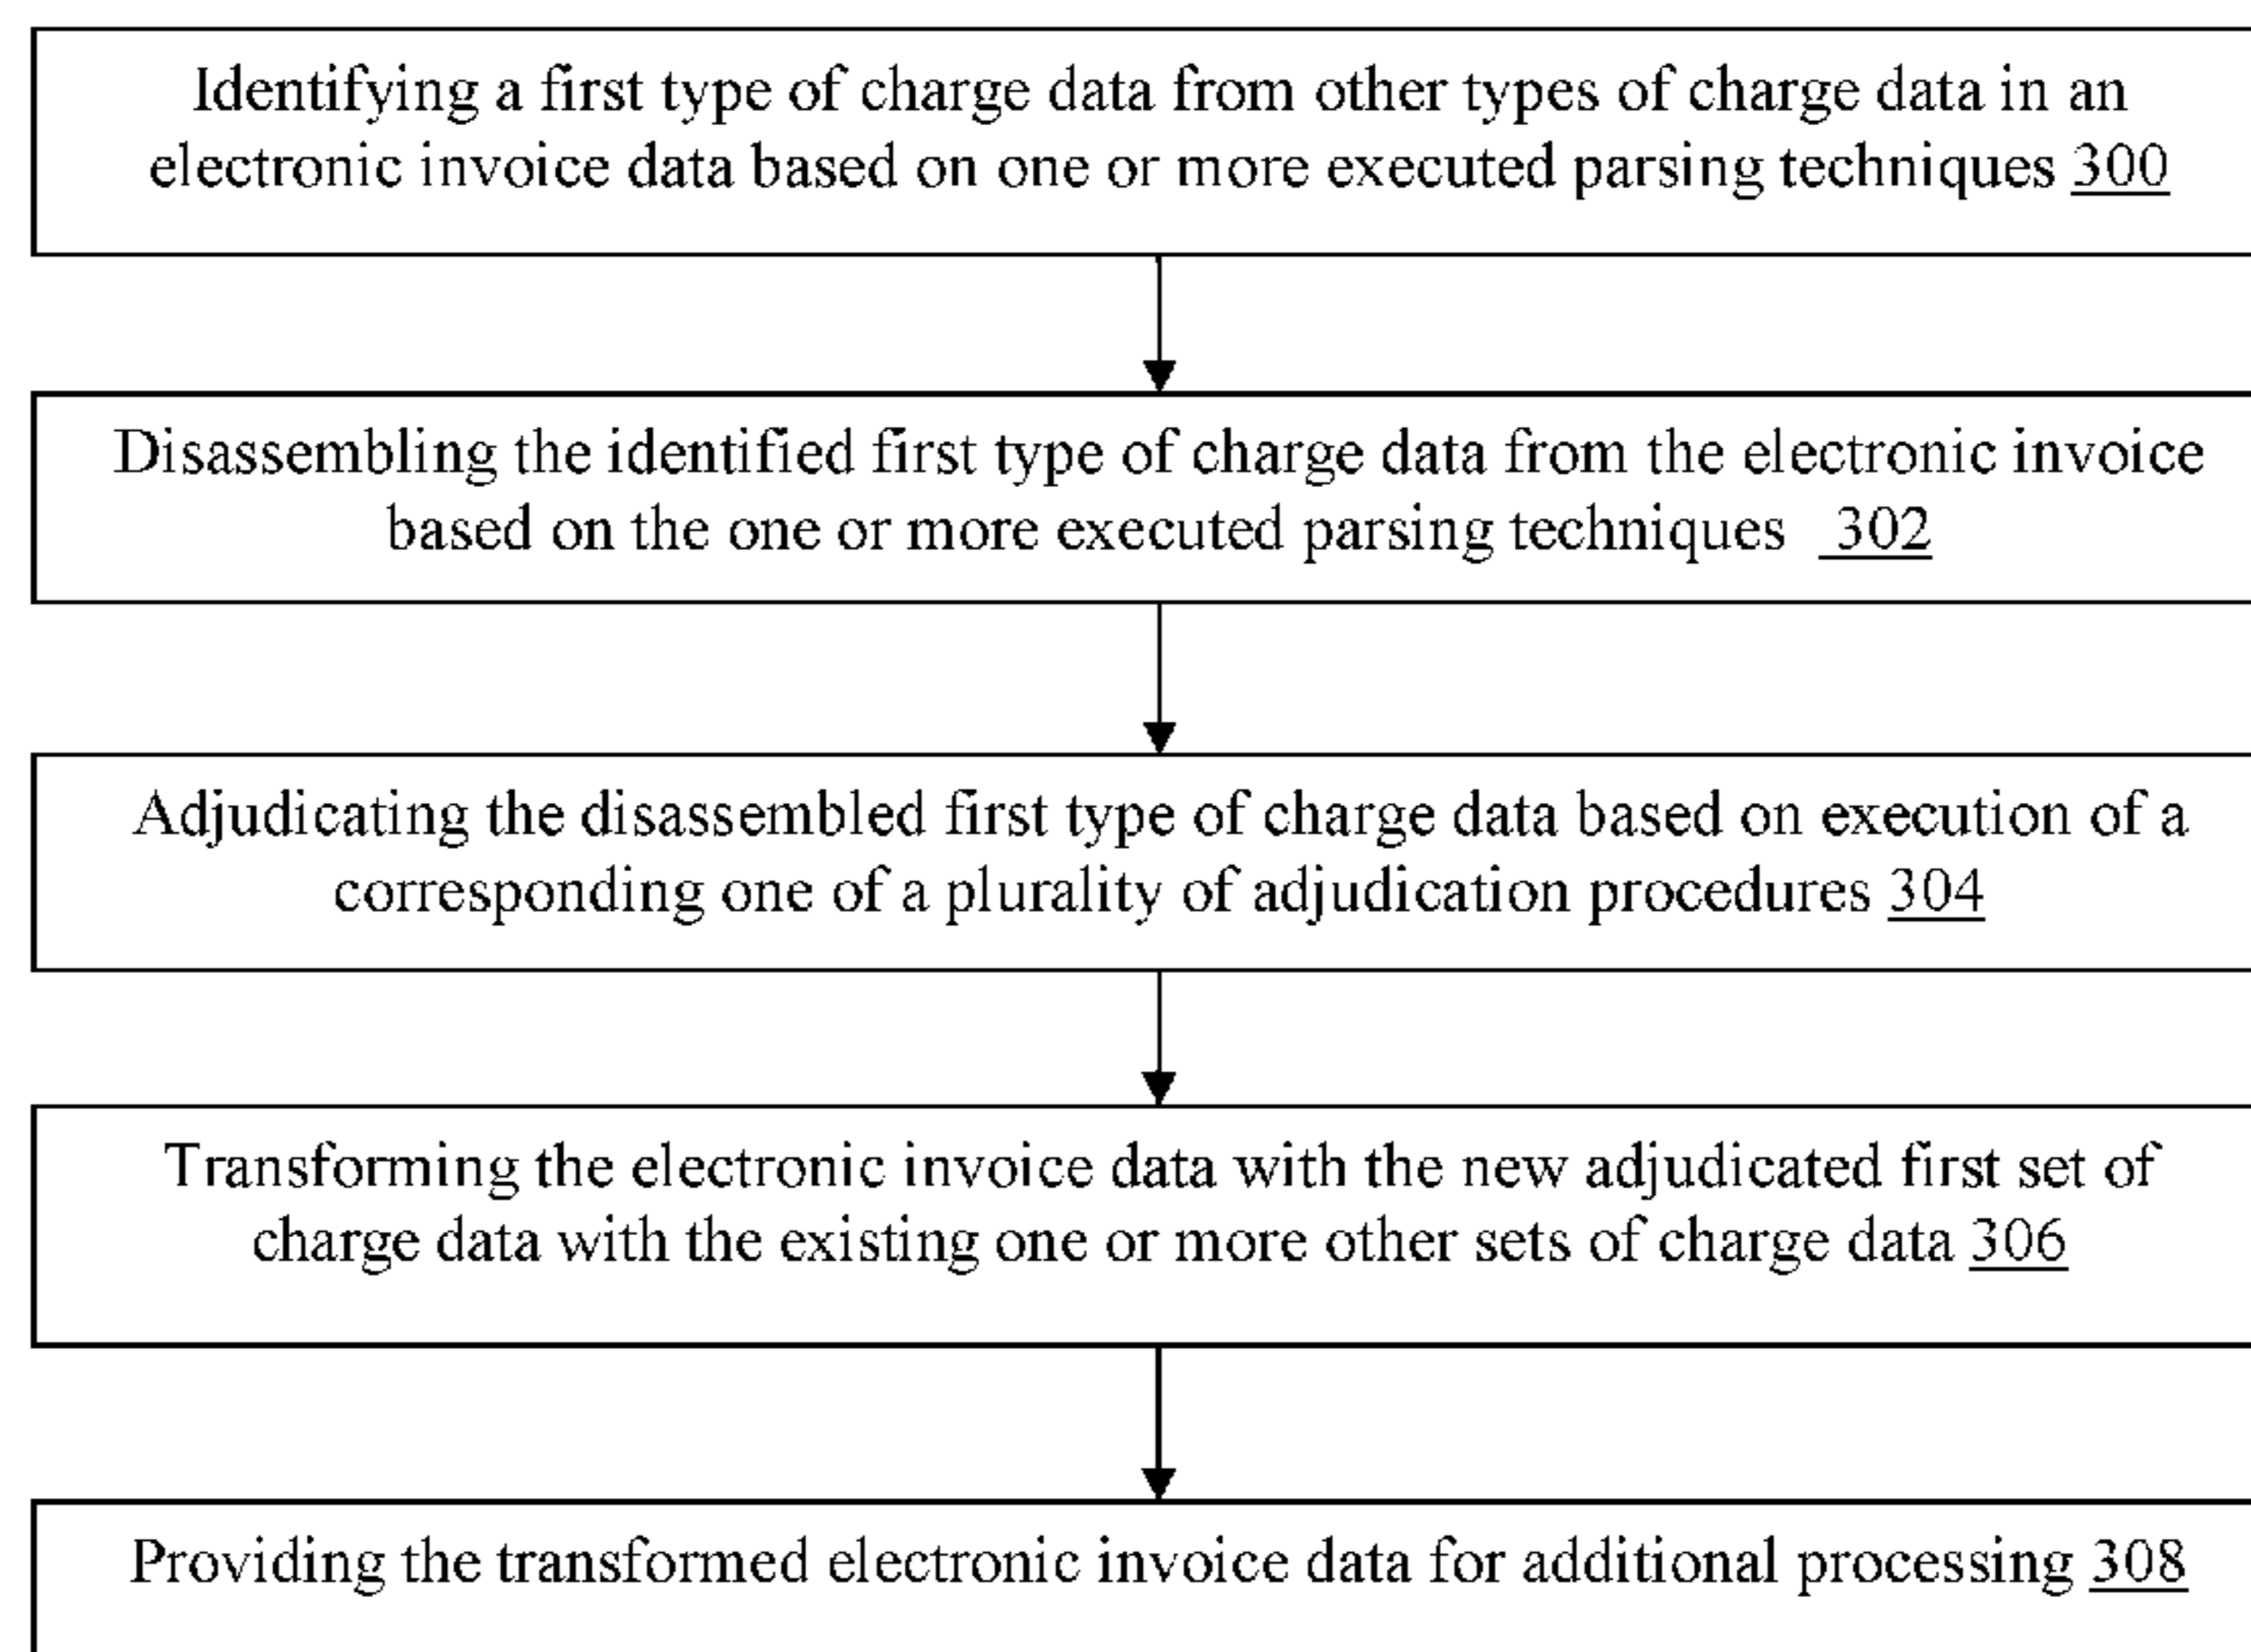 Identifying a first type of charge data from other types of charge data in an
electronic invoice data based on one or more executed parsing techniques 300
Disassembling the identified first type of charge data from the electronic invoice
based on the one or more executed parsing techniques 302
Adjudicating the disassembled first type of charge data based on execution of a
corresponding one of a plurality of adjudication procedures 304
Transforming the electronic invoice data with the new adjudicated first set of
charge data with the existing one or more other sets of charge data 306
Providing the transformed electronic invoice data for additional processing 308